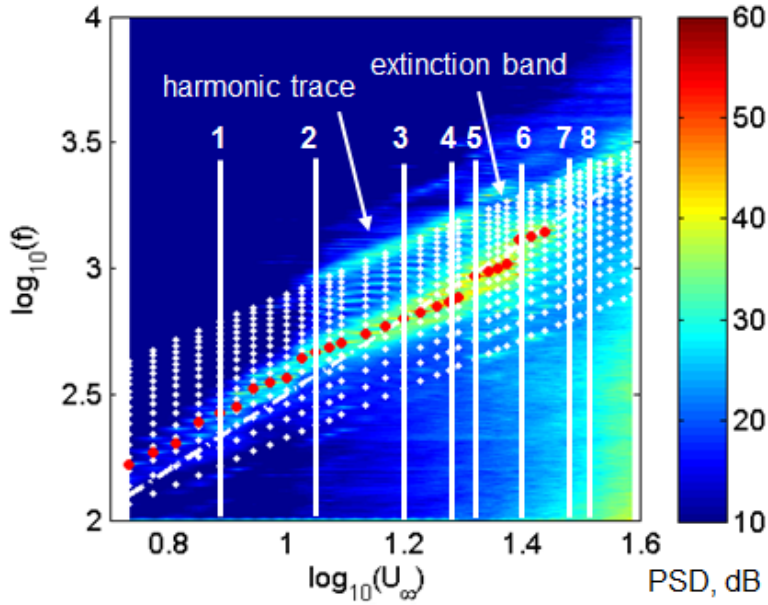 4
60
extinction band
harmonic trace
50
3.5
1 2 3 4 5 6 7 8
40
log₁₀(f)
3
30
2.5
20
2
10
0.8 1 1.2 1.4 1.6
log₁₀(U∞)
PSD, dB